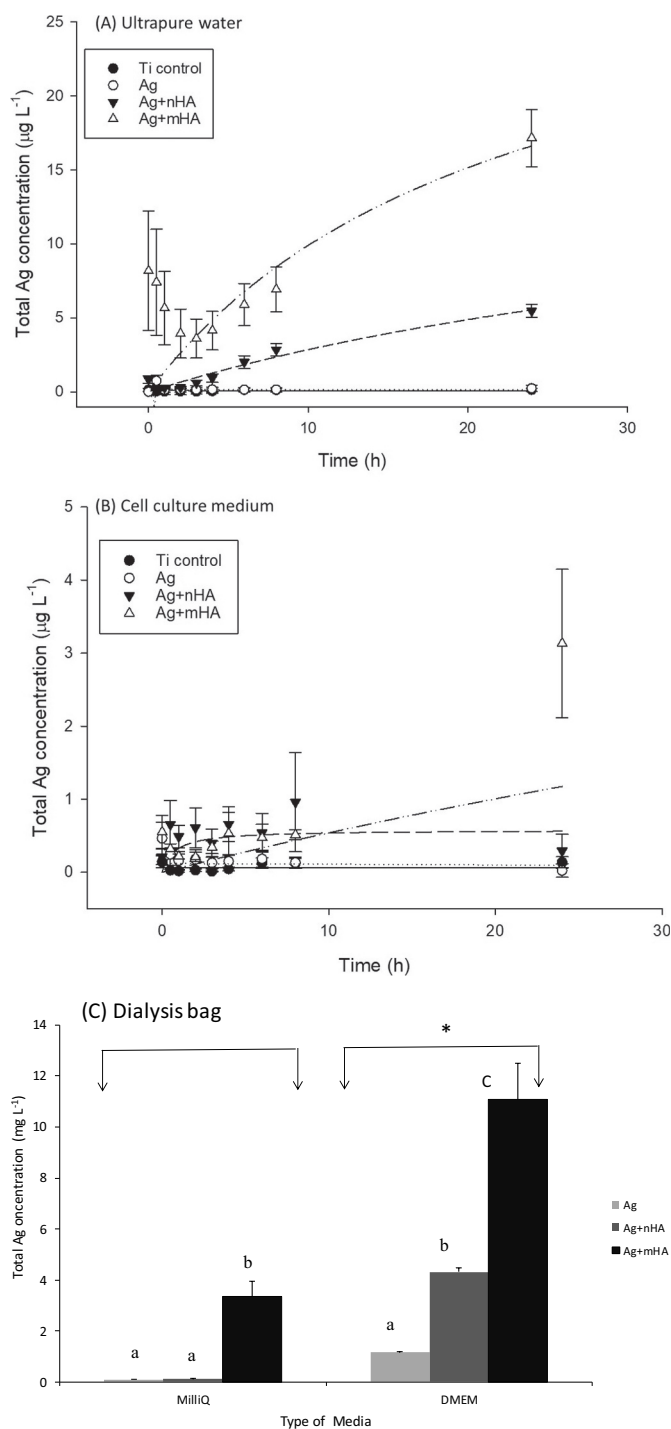 (A) Ultrapure water
Ti control
Ag
Ag+nHA
Ag+mHA
Total Ag concentration (μg L⁻¹)
25
20
15
10
5
0
0
10
20
30
Time (h)
(B) Cell culture medium
Ti control
Ag
Ag+nHA
Ag+mHA
Total Ag concentration (μg L⁻¹)
5
4
3
2
1
0
0
10
20
30
Time (h)
(C) Dialysis bag
Total Ag oncentration (mg L⁻¹)
14
12
10
8
6
4
2
0
*
a
a
b
a
b
C
Ag
Ag+nHA
Ag+mHA
MilliQ
DMEM
Type of Media